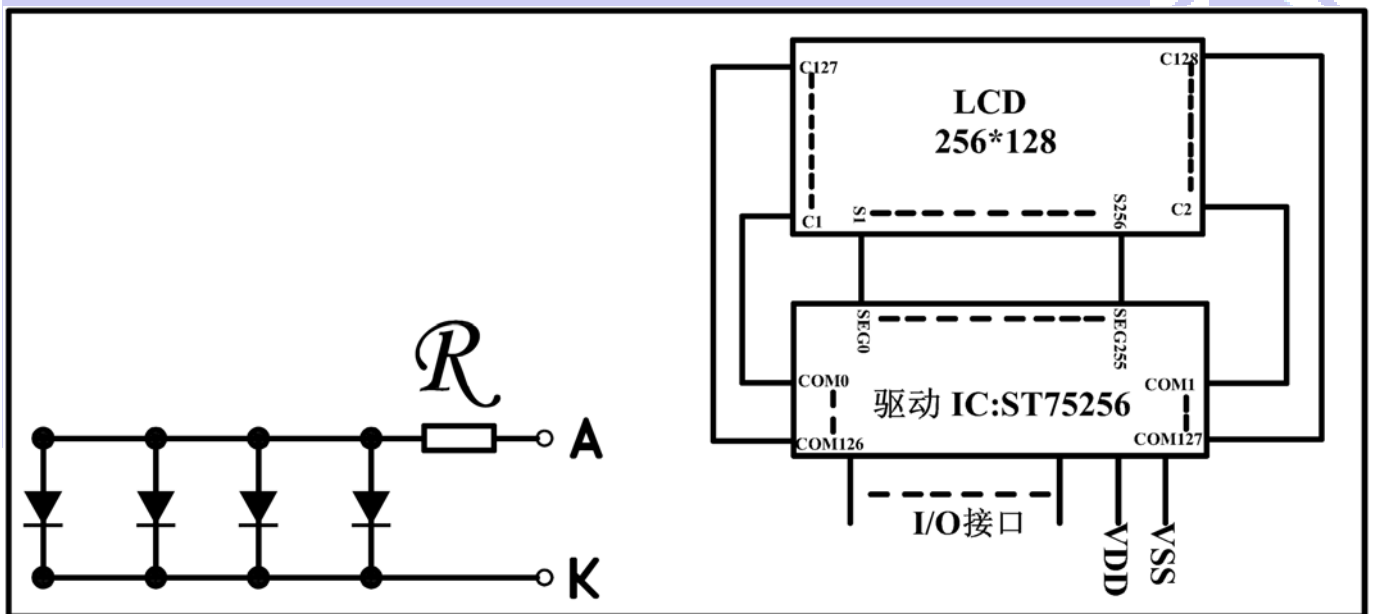 C127
C128
LCD
256*128
C1
S1
S256
C2
SEG0
SEG255
COM0
COM1
驱动 IC:ST75256
COM126
COM127
I/O接口
VDD
VSS
R
A
K